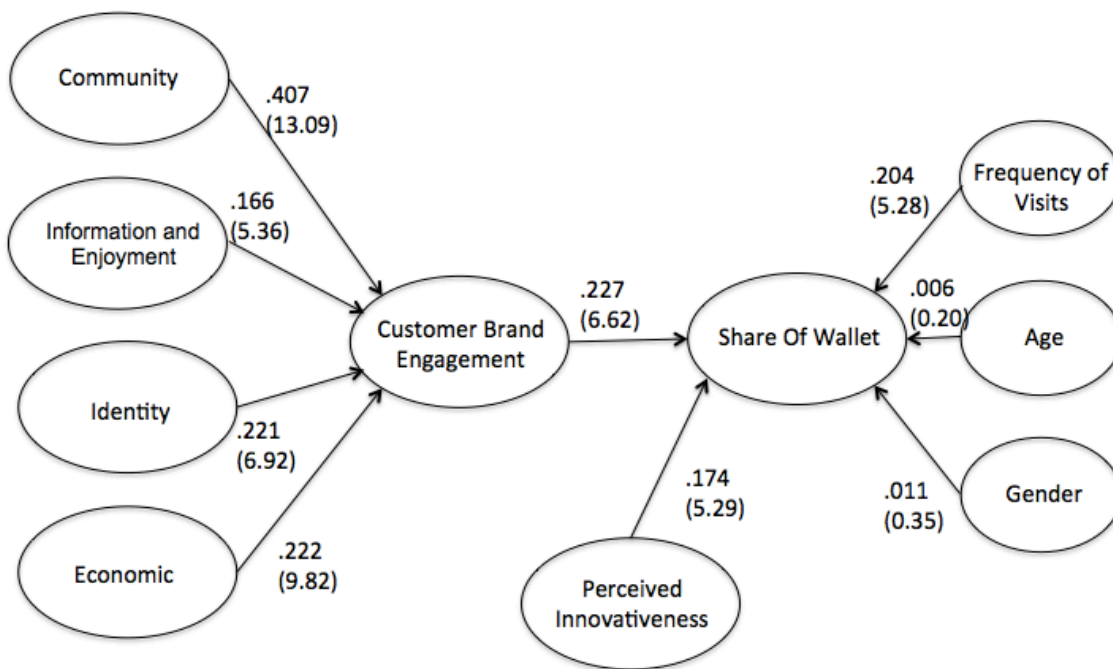 Community
.407
(13.09)
Information and
Enjoyment
.166
(5.36)
Identity
.221
(6.92)
Economic
.222
(9.82)
Customer Brand
Engagement
.227
(6.62)
Share Of Wallet
.174
(5.29)
Perceived
Innovativeness
Frequency of
Visits
.204
(5.28)
.006
(0.20)
Age
Gender
.011
(0.35)